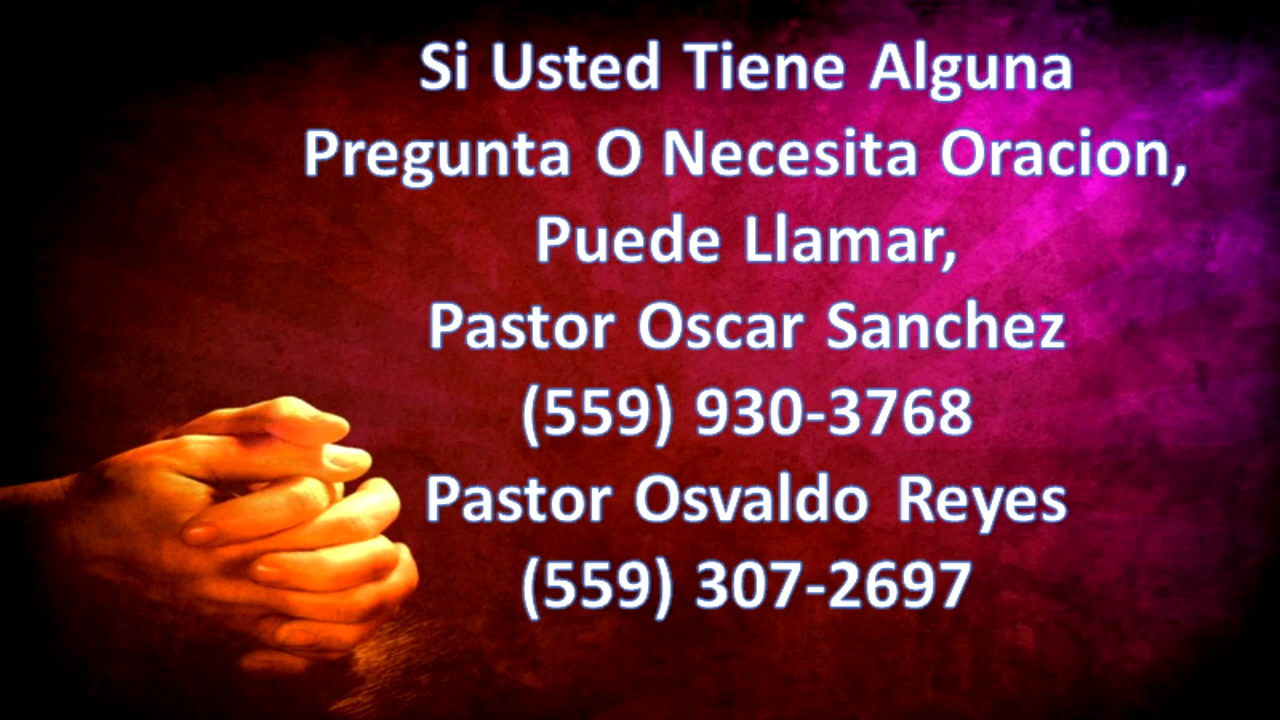 Si Usted Tiene Alguna
Pregunta O Necesita Oracion,
Puede Llamar,
Pastor Oscar Sanchez
(559) 930-3768
Pastor Osvaldo Reyes
(559) 307-2697